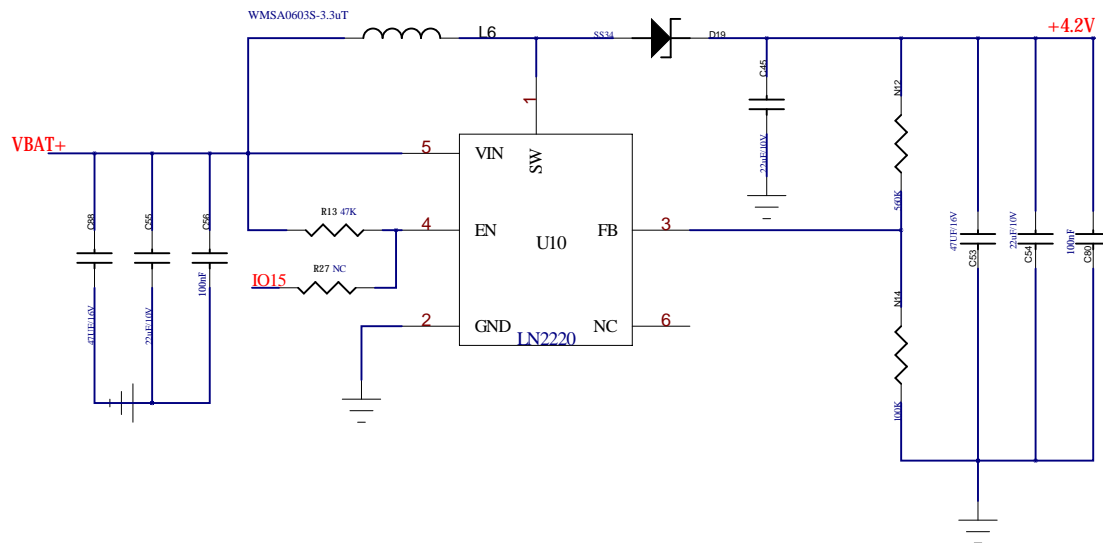 WMSA0603S-3.3uT
L6
SS34
D19
+4.2V
C45
22uF/10V
N12
560K
1
VBAT+
5
VIN
SW
C88
47UF/16V
C55
22uF/10V
C56
100nF
R13 47K
4
EN
U10
FB
3
IO15
R27 NC
2
GND
NC
6
LN2220
N14
100K
47UF/16V
C53
22uF/10V
C54
100nF
C80